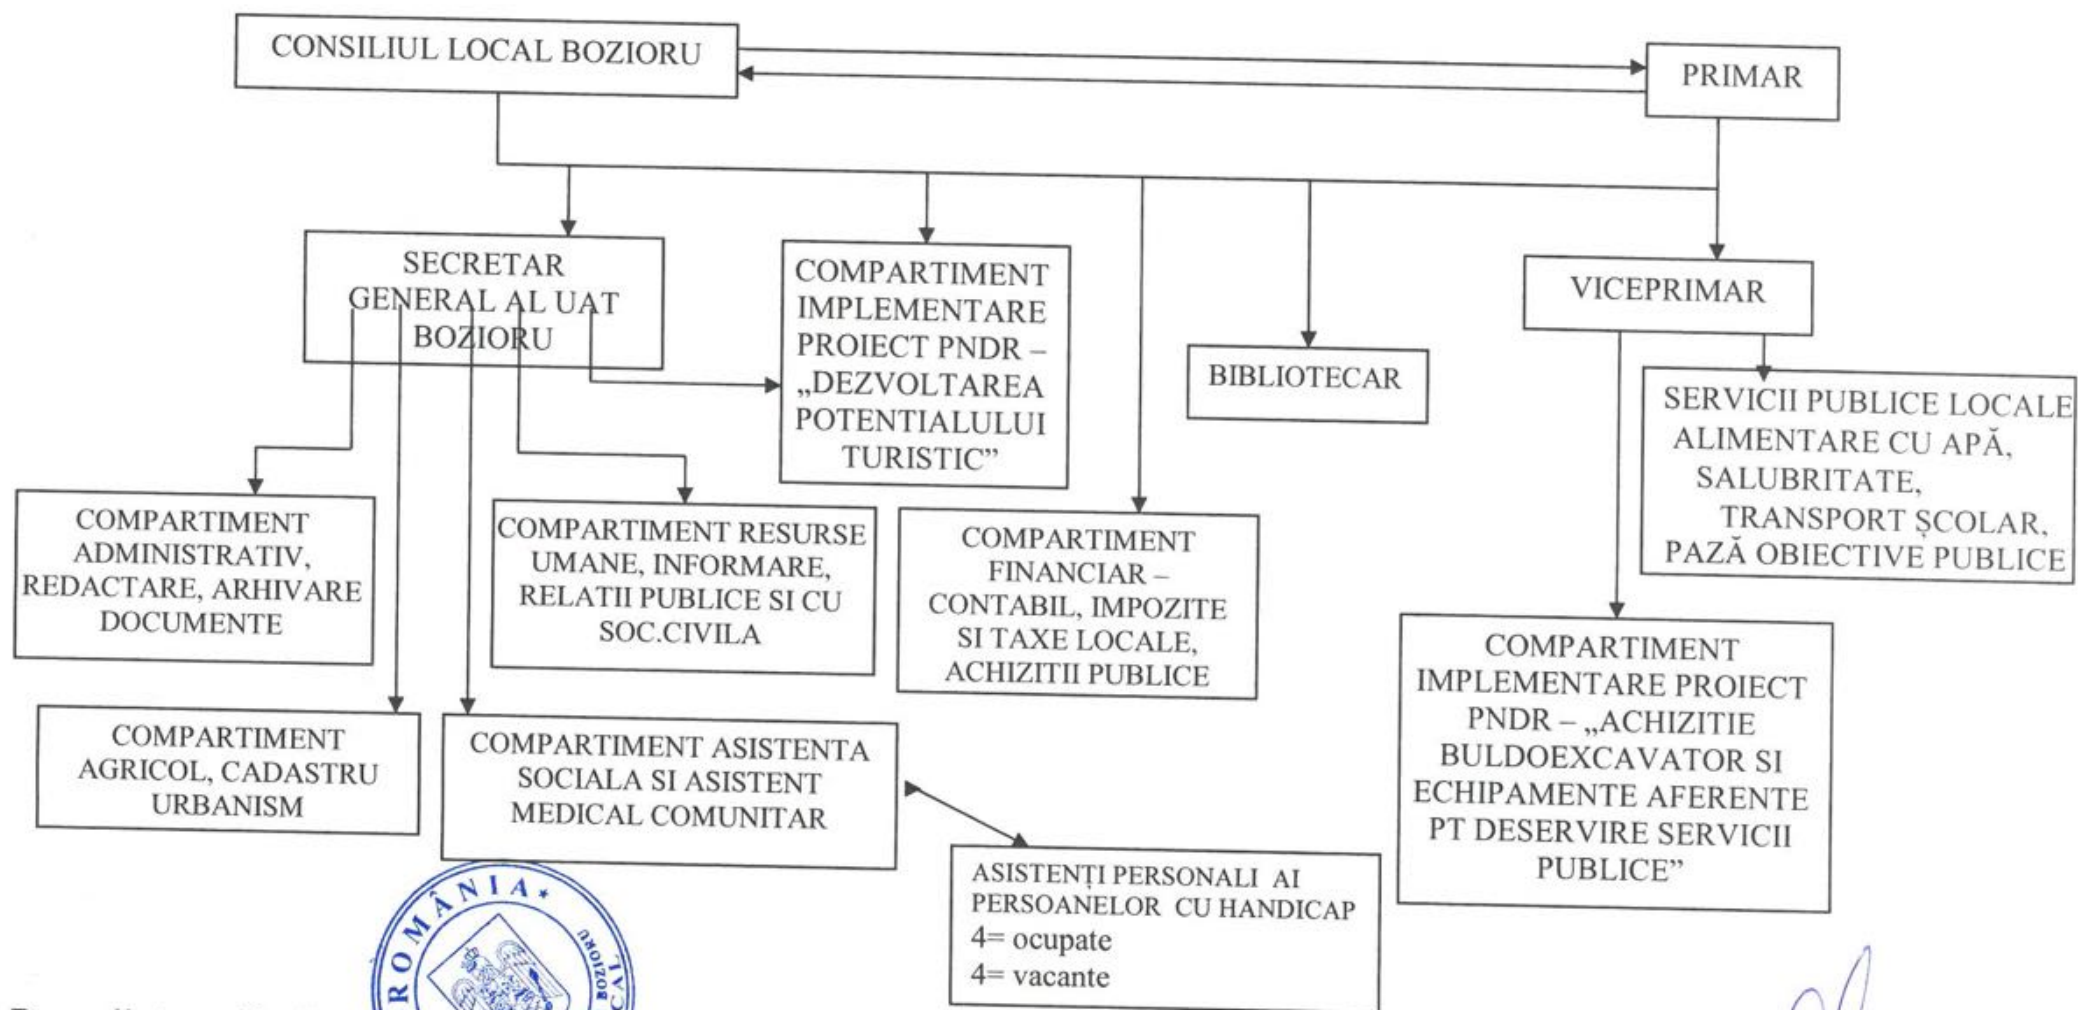 CONSILIUL LOCAL BOZIORU
PRIMAR
SECRETAR
GENERAL AL UAT
BOZIORU
COMPARTIMENT
IMPLEMENTARE
PROIECT PNDR –
„DEZVOLTAREA
POTENTIALULUI
TURISTIC”
BIBLIOTECAR
VICEPRIMAR
SERVICII PUBLICE LOCALE
ALIMENTARE CU APĂ,
SALUBRITATE,
TRANSPORT ȘCOLAR,
PAZĂ OBIECTIVE PUBLICE
COMPARTIMENT
ADMINISTRATIV,
REDACTARE, ARHIVARE
DOCUMENTE
COMPARTIMENT RESURSE
UMANE, INFORMARE,
RELATII PUBLICE SI CU
SOC.CIVILA
COMPARTIMENT
FINANCIAR –
CONTABIL, IMPOZITE
SI TAXE LOCALE,
ACHIZITII PUBLICE
COMPARTIMENT
IMPLEMENTARE PROIECT
PNDR – „ACHIZITIE
BULDOEXCAVATOR SI
ECHIPAMENTE AFERENTE
PT DESERVIRE SERVICII
PUBLICE”
COMPARTIMENT
AGRICOL, CADASTRU
URBANISM
COMPARTIMENT ASISTENTA
SOCIALA SI ASISTENT
MEDICAL COMUNITAR
ASISTENȚI PERSONALI AI
PERSOANELOR CU HANDICAP
4= ocupate
4= vacante
ROMÂNIA*
BOZIORU